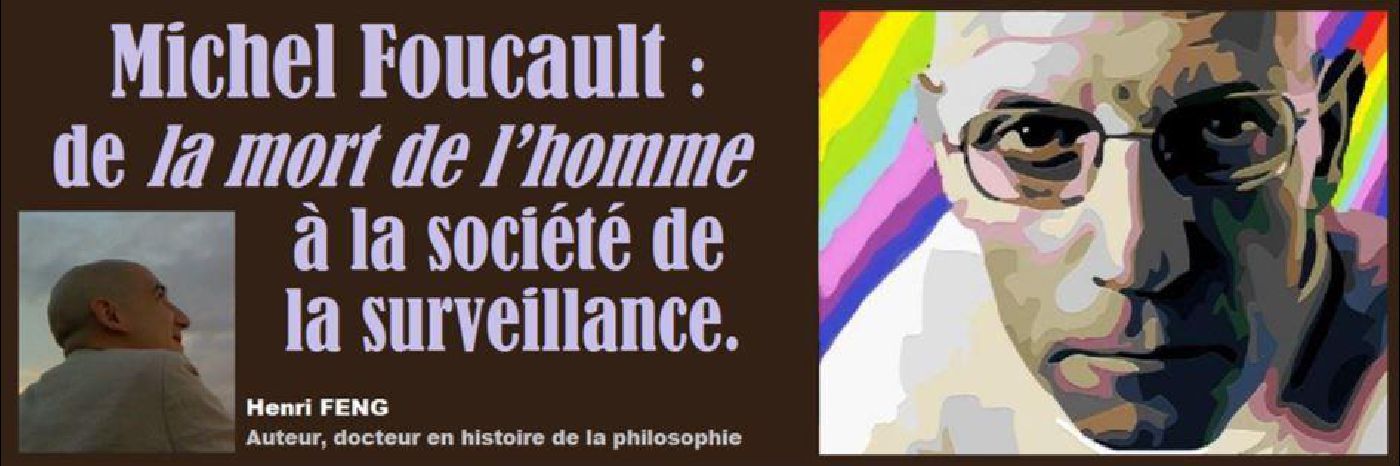 Michel Foucault :
de la mort de l'homme
à la société de
la surveillance.
Henri FENG
Auteur, docteur en histoire de la philosophie